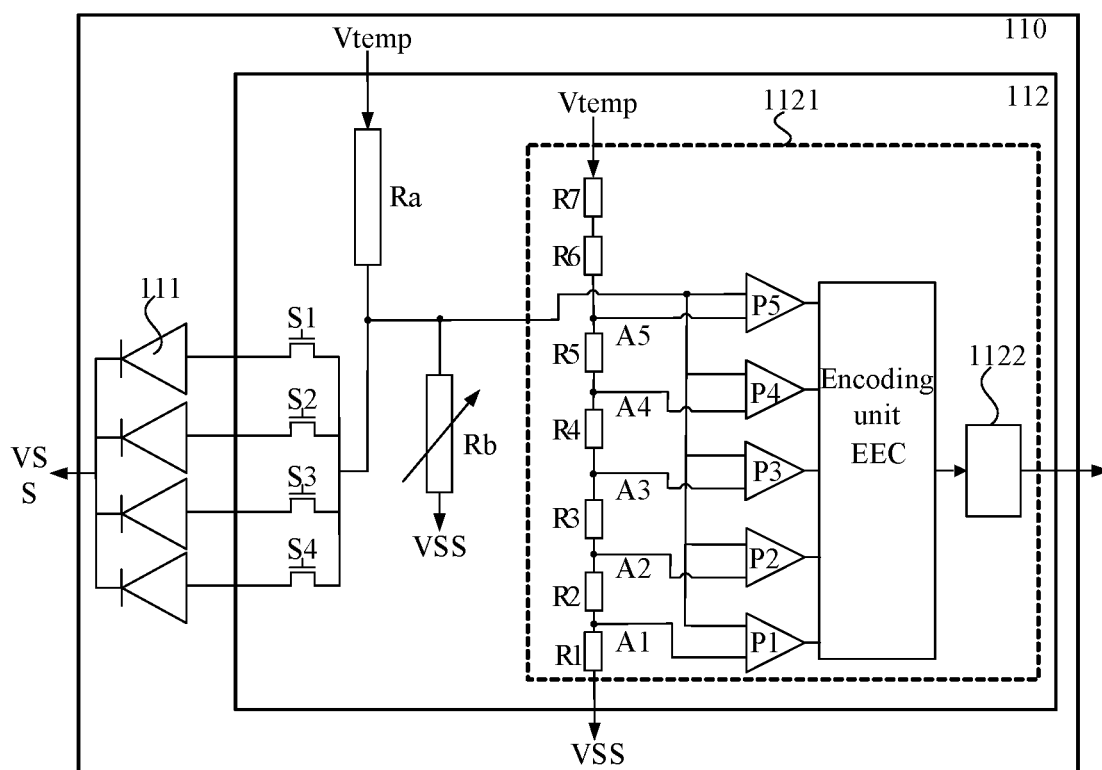 110
Vtemp
112
Vtemp
1121
R7
Ra
R6
111
P5
S1
A5
R5
1122
S2
A4
P4
Encoding
unit
EEC
R4
Rb
VS
S
S3
A3
P3
R3
VSS
S4
A2
P2
R2
A1
P1
R1
VSS